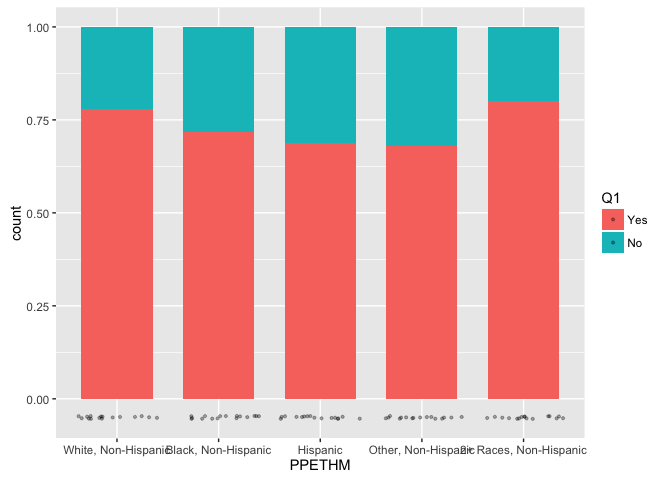 1.00
0.75
0.50
0.25
0.00
count
White, Non-Hispanic
Black, Non-Hispanic
Hispanic
Other, Non-Hispanic
2+ Races, Non-Hispanic
PPETHM
Q1
Yes
No